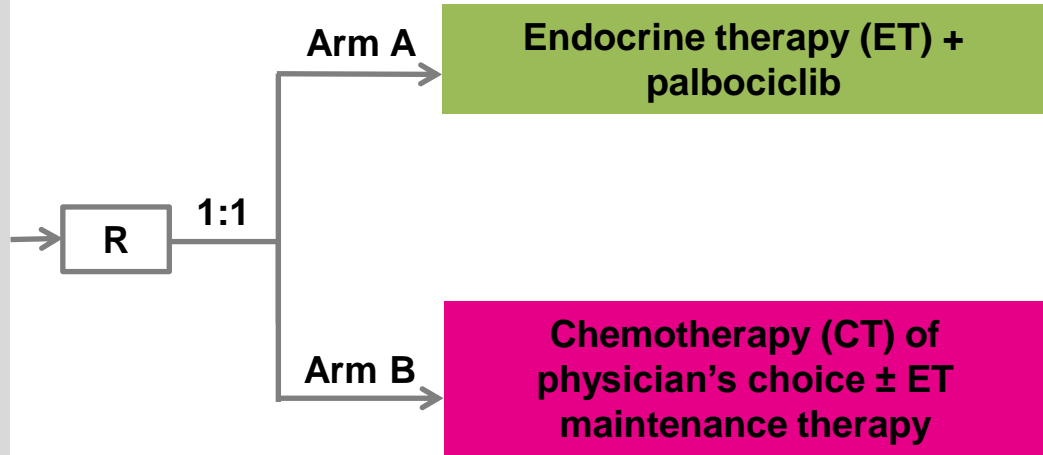 Arm A
Endocrine therapy (ET) +
palbociclib
R
1:1
Arm B
Chemotherapy (CT) of
physician's choice ± ET
maintenance therapy